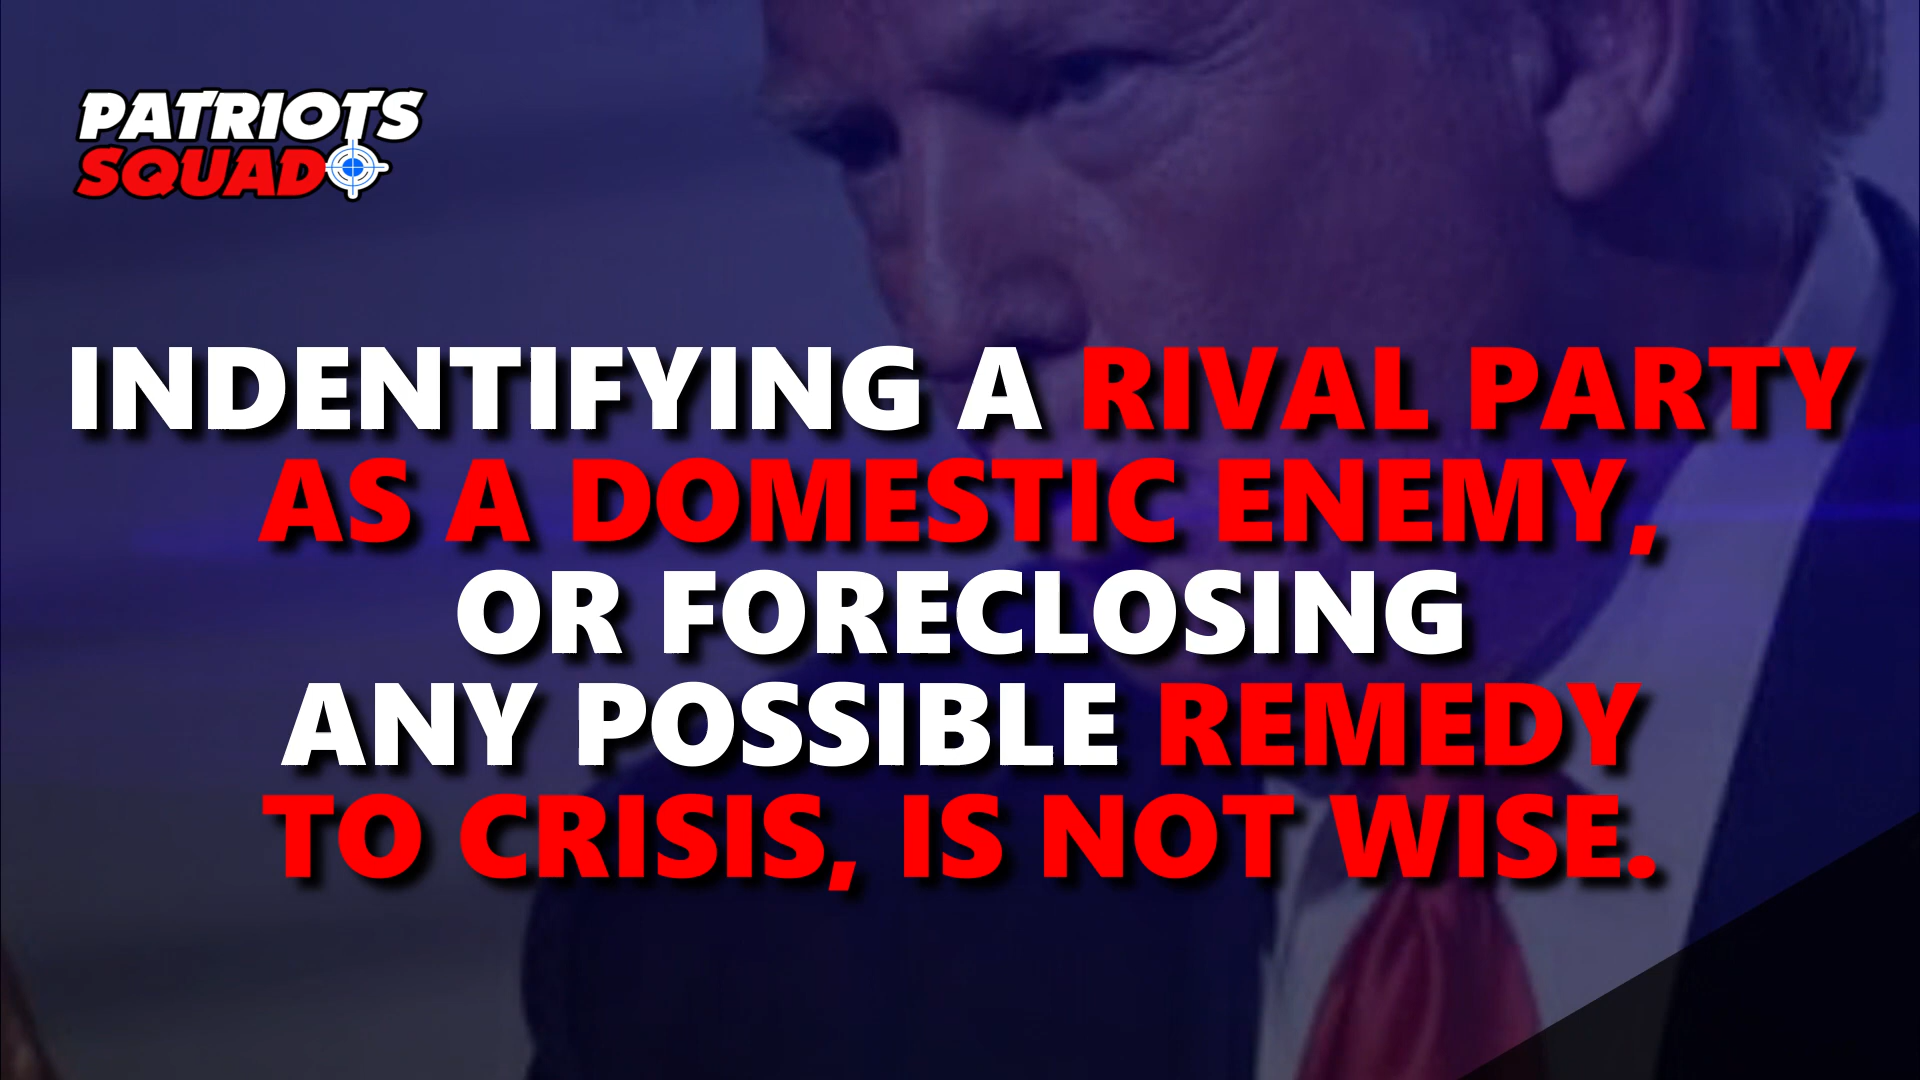 PATRIOTS
SQUAD
INDENTIFYING A RIVAL PARTY
AS A DOMESTIC ENEMY,
OR FORECLOSING
ANY POSSIBLE REMEDY
TO CRISIS, IS NOT WISE.